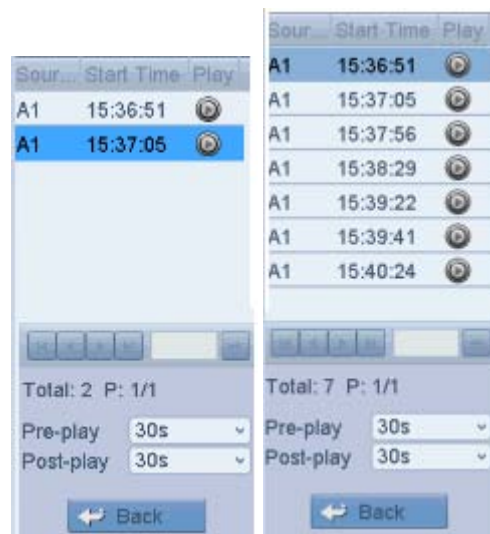 Sour... Start Time Play
A1 15:36:51
A1 15:37:05
Total: 2 P: 1/1
Pre-play 30s
Post-play 30s
Back
Sour... Start Time Play
A1 15:36:51
A1 15:37:05
A1 15:37:56
A1 15:38:29
A1 15:39:22
A1 15:39:41
A1 15:40:24
Total: 7 P: 1/1
Pre-play 30s
Post-play 30s
Back